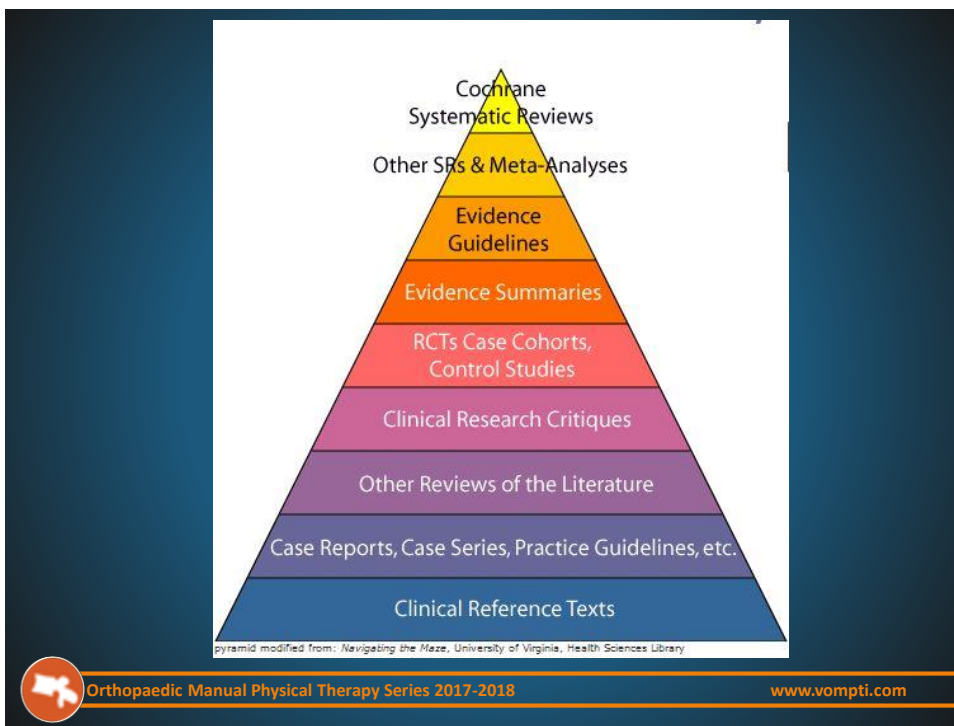 Cochrane
Systematic Reviews
Other SRs & Meta-Analyses
Evidence
Guidelines
Evidence Summaries
RCTs Case Cohorts,
Control Studies
Clinical Research Critiques
Other Reviews of the Literature
Case Reports, Case Series, Practice Guidelines, etc.
Clinical Reference Texts
pyramid modified from: Navigating the Maze, University of Virginia, Health Sciences Library
Orthopaedic Manual Physical Therapy Series 2017-2018
www.vompti.com